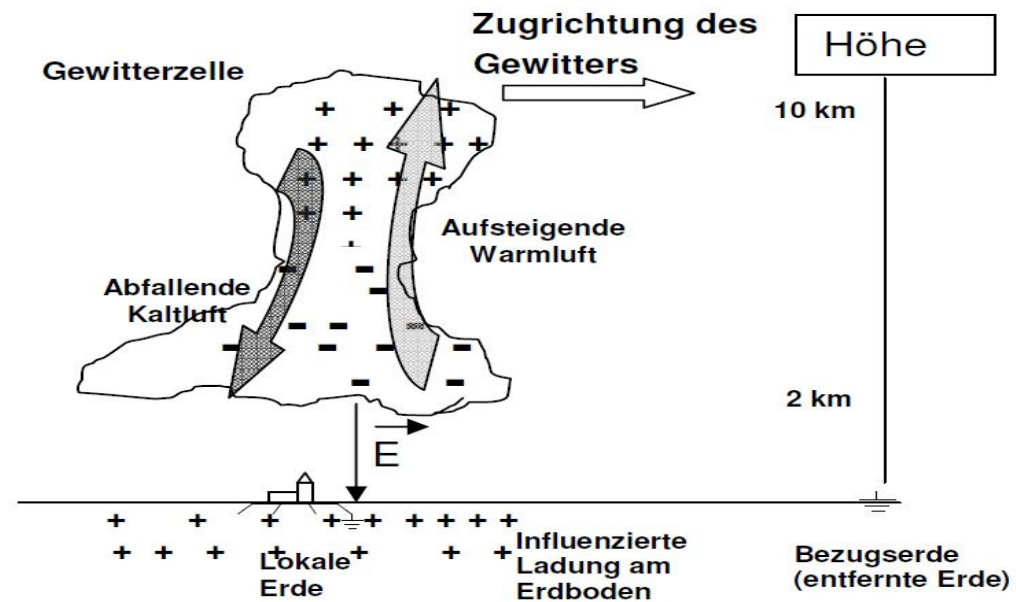 Zugrichtung des
Gewitters
Höhe
Gewitterzelle
10 km
Aufsteigende
Warmluft
Abfallende
Kaltluft
2 km
E
Lokale
Erde
Influenzierte
Ladung am
Erdboden
Bezugserde
(entfernte Erde)